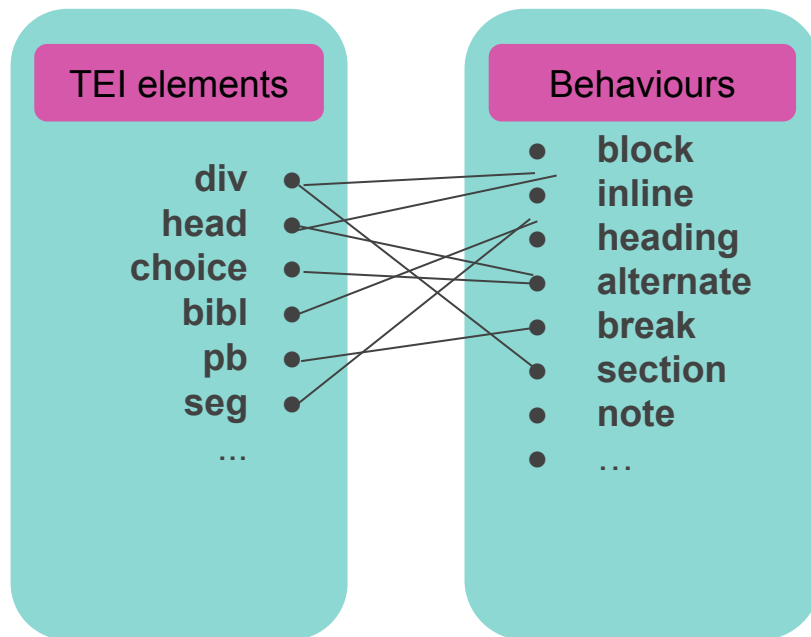 TEI elements
div
head
choice
bibl
pb
seg
...
Behaviours
block
inline
heading
alternate
break
section
note
...